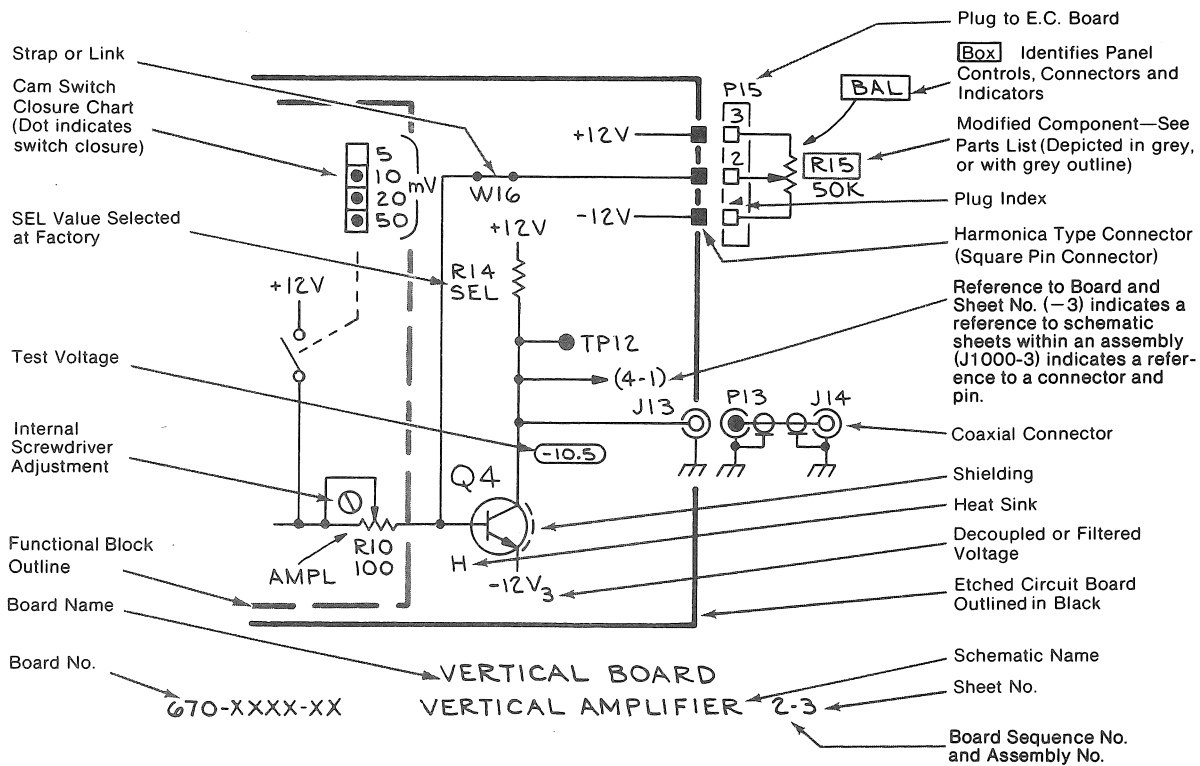 Strap or Link
Cam Switch
Closure Chart
(Dot indicates
switch closure)
SEL Value Selected
at Factory
Test Voltage
Internal
Screwdriver
Adjustment
Functional Block
Outline
Board Name
Board No.
5
10
20
50
mV
+12V
AMPL
R10
100
W16
+12V
R14
SEL
TP12
(4-1)
J13
-10.5
Q4
H
-12V3
+12V
-12V
P15
3
2
BAL
R15
50K
P13
J14
VERTICAL BOARD
670-XXXX-XX
VERTICAL AMPLIFIER
2-3
Plug to E.C. Board
Box Identifies Panel
Controls, Connectors and
Indicators
Modified Component—See
Parts List (Depicted in grey,
or with grey outline)
Plug Index
Harmonica Type Connector
(Square Pin Connector)
Reference to Board and
Sheet No. (—3) indicates a
reference to schematic
sheets within an assembly
(J1000-3) indicates a refer-
ence to a connector and
pin.
Coaxial Connector
Shielding
Heat Sink
Decoupled or Filtered
Voltage
Etched Circuit Board
Outlined in Black
Schematic Name
Sheet No.
Board Sequence No.
and Assembly No.